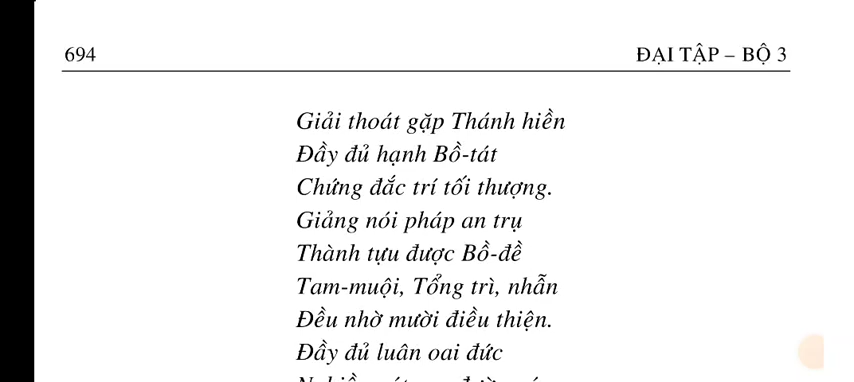 694 ĐẠI TẬP – BỘ 3
Giải thoát gặp Thánh hiền
Đầy đủ hạnh Bồ-tát
Chứng đắc trí tối thượng.
Giảng nói pháp an trụ
Thành tựu được Bồ-đề
Tam-muội, Tổng trì, nhẫn
Đều nhờ mười điều thiện.
Đầy đủ luân oai đức